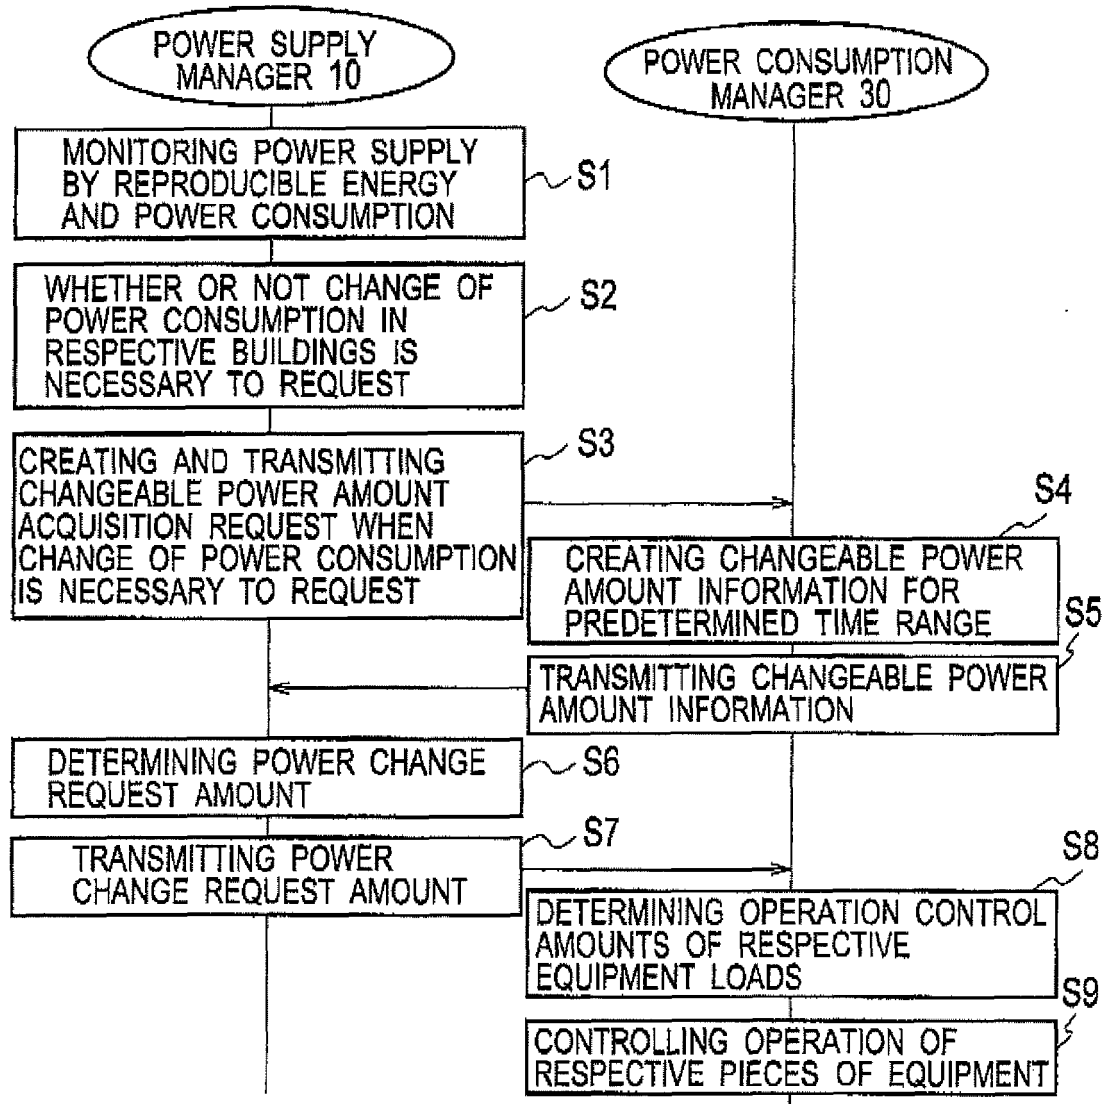 POWER SUPPLY
MANAGER 10
POWER CONSUMPTION
MANAGER 30
MONITORING POWER SUPPLY
BY REPRODUCIBLE ENERGY
AND POWER CONSUMPTION
S1
WHETHER OR NOT CHANGE OF
POWER CONSUMPTION IN
RESPECTIVE BUILDINGS IS
NECESSARY TO REQUEST
S2
CREATING AND TRANSMITTING
CHANGEABLE POWER AMOUNT
ACQUISITION REQUEST WHEN
CHANGE OF POWER CONSUMPTION
IS NECESSARY TO REQUEST
S3
S4
CREATING CHANGEABLE POWER
AMOUNT INFORMATION FOR
PREDETERMINED TIME RANGE
S5
TRANSMITTING CHANGEABLE POWER
AMOUNT INFORMATION
DETERMINING POWER CHANGE
REQUEST AMOUNT
S6
TRANSMITTING POWER
CHANGE REQUEST AMOUNT
S7
S8
DETERMINING OPERATION CONTROL
AMOUNTS OF RESPECTIVE
EQUIPMENT LOADS
S9
CONTROLLING OPERATION OF
RESPECTIVE PIECES OF EQUIPMENT